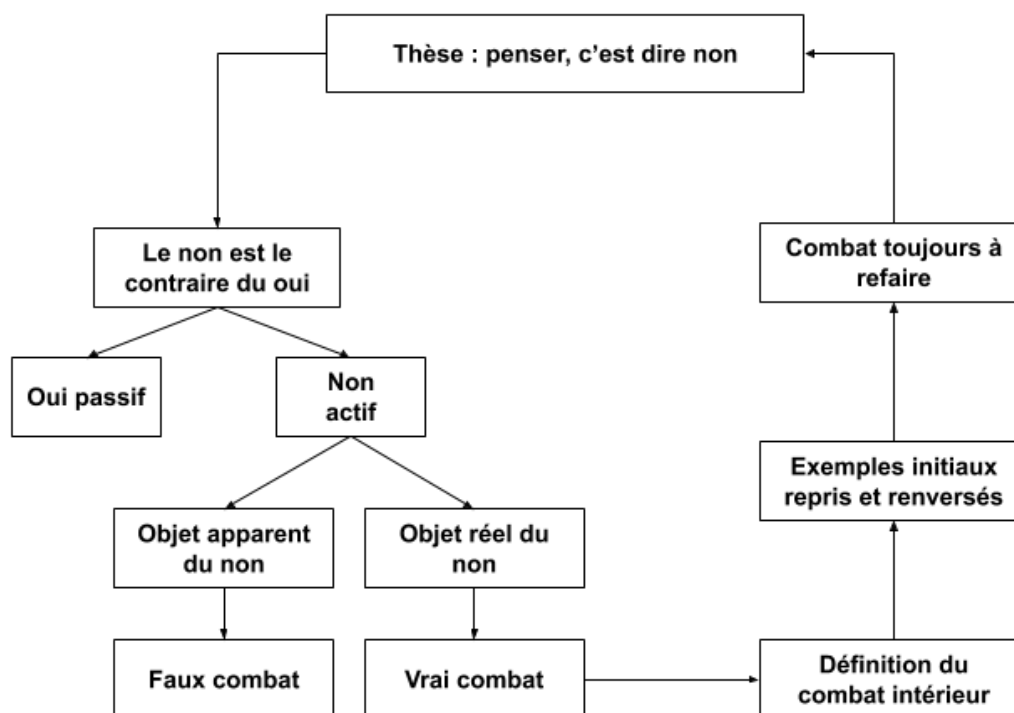 Thèse : penser, c’est dire non
Le non est le
contraire du oui
Combat toujours à
refaire
Oui passif
Non
actif
Exemples initiaux
repris et renversés
Objet apparent
du non
Objet réel du
non
Faux combat
Vrai combat
Définition du
combat intérieur